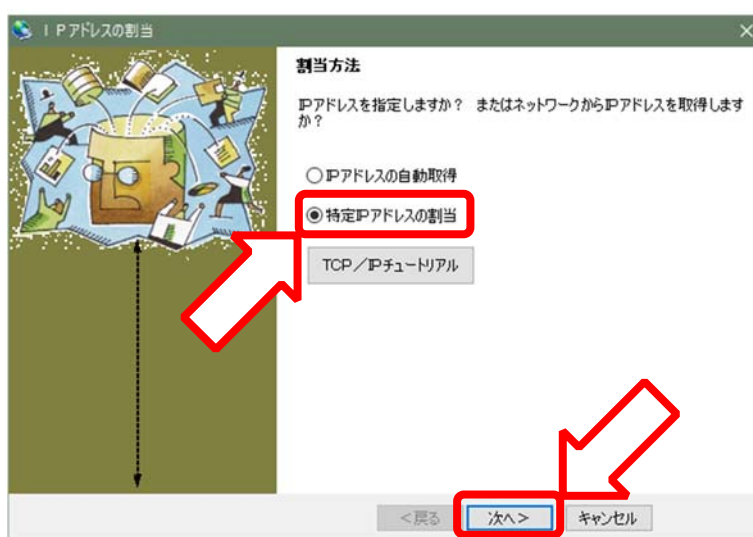 ＩＰアドレスの割当
割当方法
IPアドレスを指定しますか？ またはネットワークからIPアドレスを取得します
か？
IPアドレスの自動取得
特定IPアドレスの割当
TCP／IPチュートリアル
＜戻る
次へ＞
キャンセル